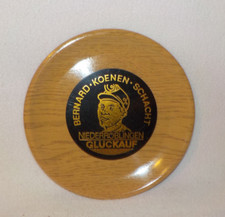 BERNARD · KOENEN · SCHACHT
NIEDERRÖBLINGEN
GLÜCKAUF